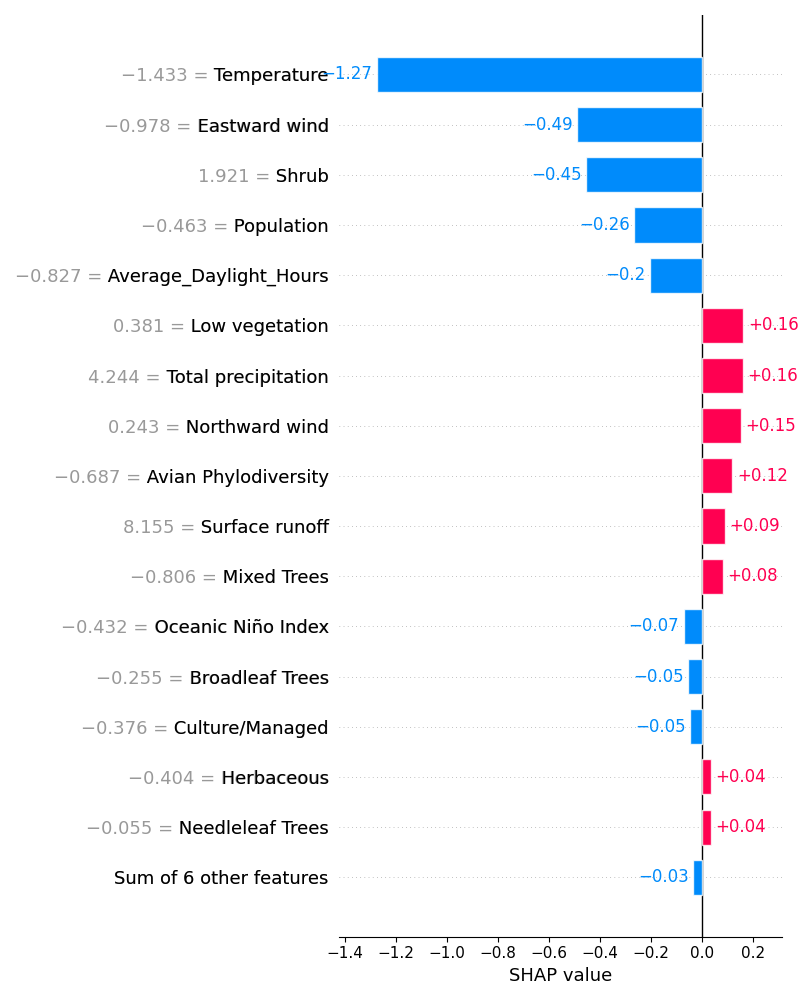 −1.433 = Temperature −1.27
−0.978 = Eastward wind −0.49
1.921 = Shrub −0.45
−0.463 = Population −0.26
−0.827 = Average_Daylight_Hours −0.2
0.381 = Low vegetation +0.16
4.244 = Total precipitation +0.16
0.243 = Northward wind +0.15
−0.687 = Avian Phylodiversity +0.12
8.155 = Surface runoff +0.09
−0.806 = Mixed Trees +0.08
−0.432 = Oceanic Niño Index −0.07
−0.255 = Broadleaf Trees −0.05
−0.376 = Culture/Managed −0.05
−0.404 = Herbaceous +0.04
−0.055 = Needleleaf Trees +0.04
Sum of 6 other features −0.03
−1.4 −1.2 −1.0 −0.8 −0.6 −0.4 −0.2 0.0 0.2
SHAP value